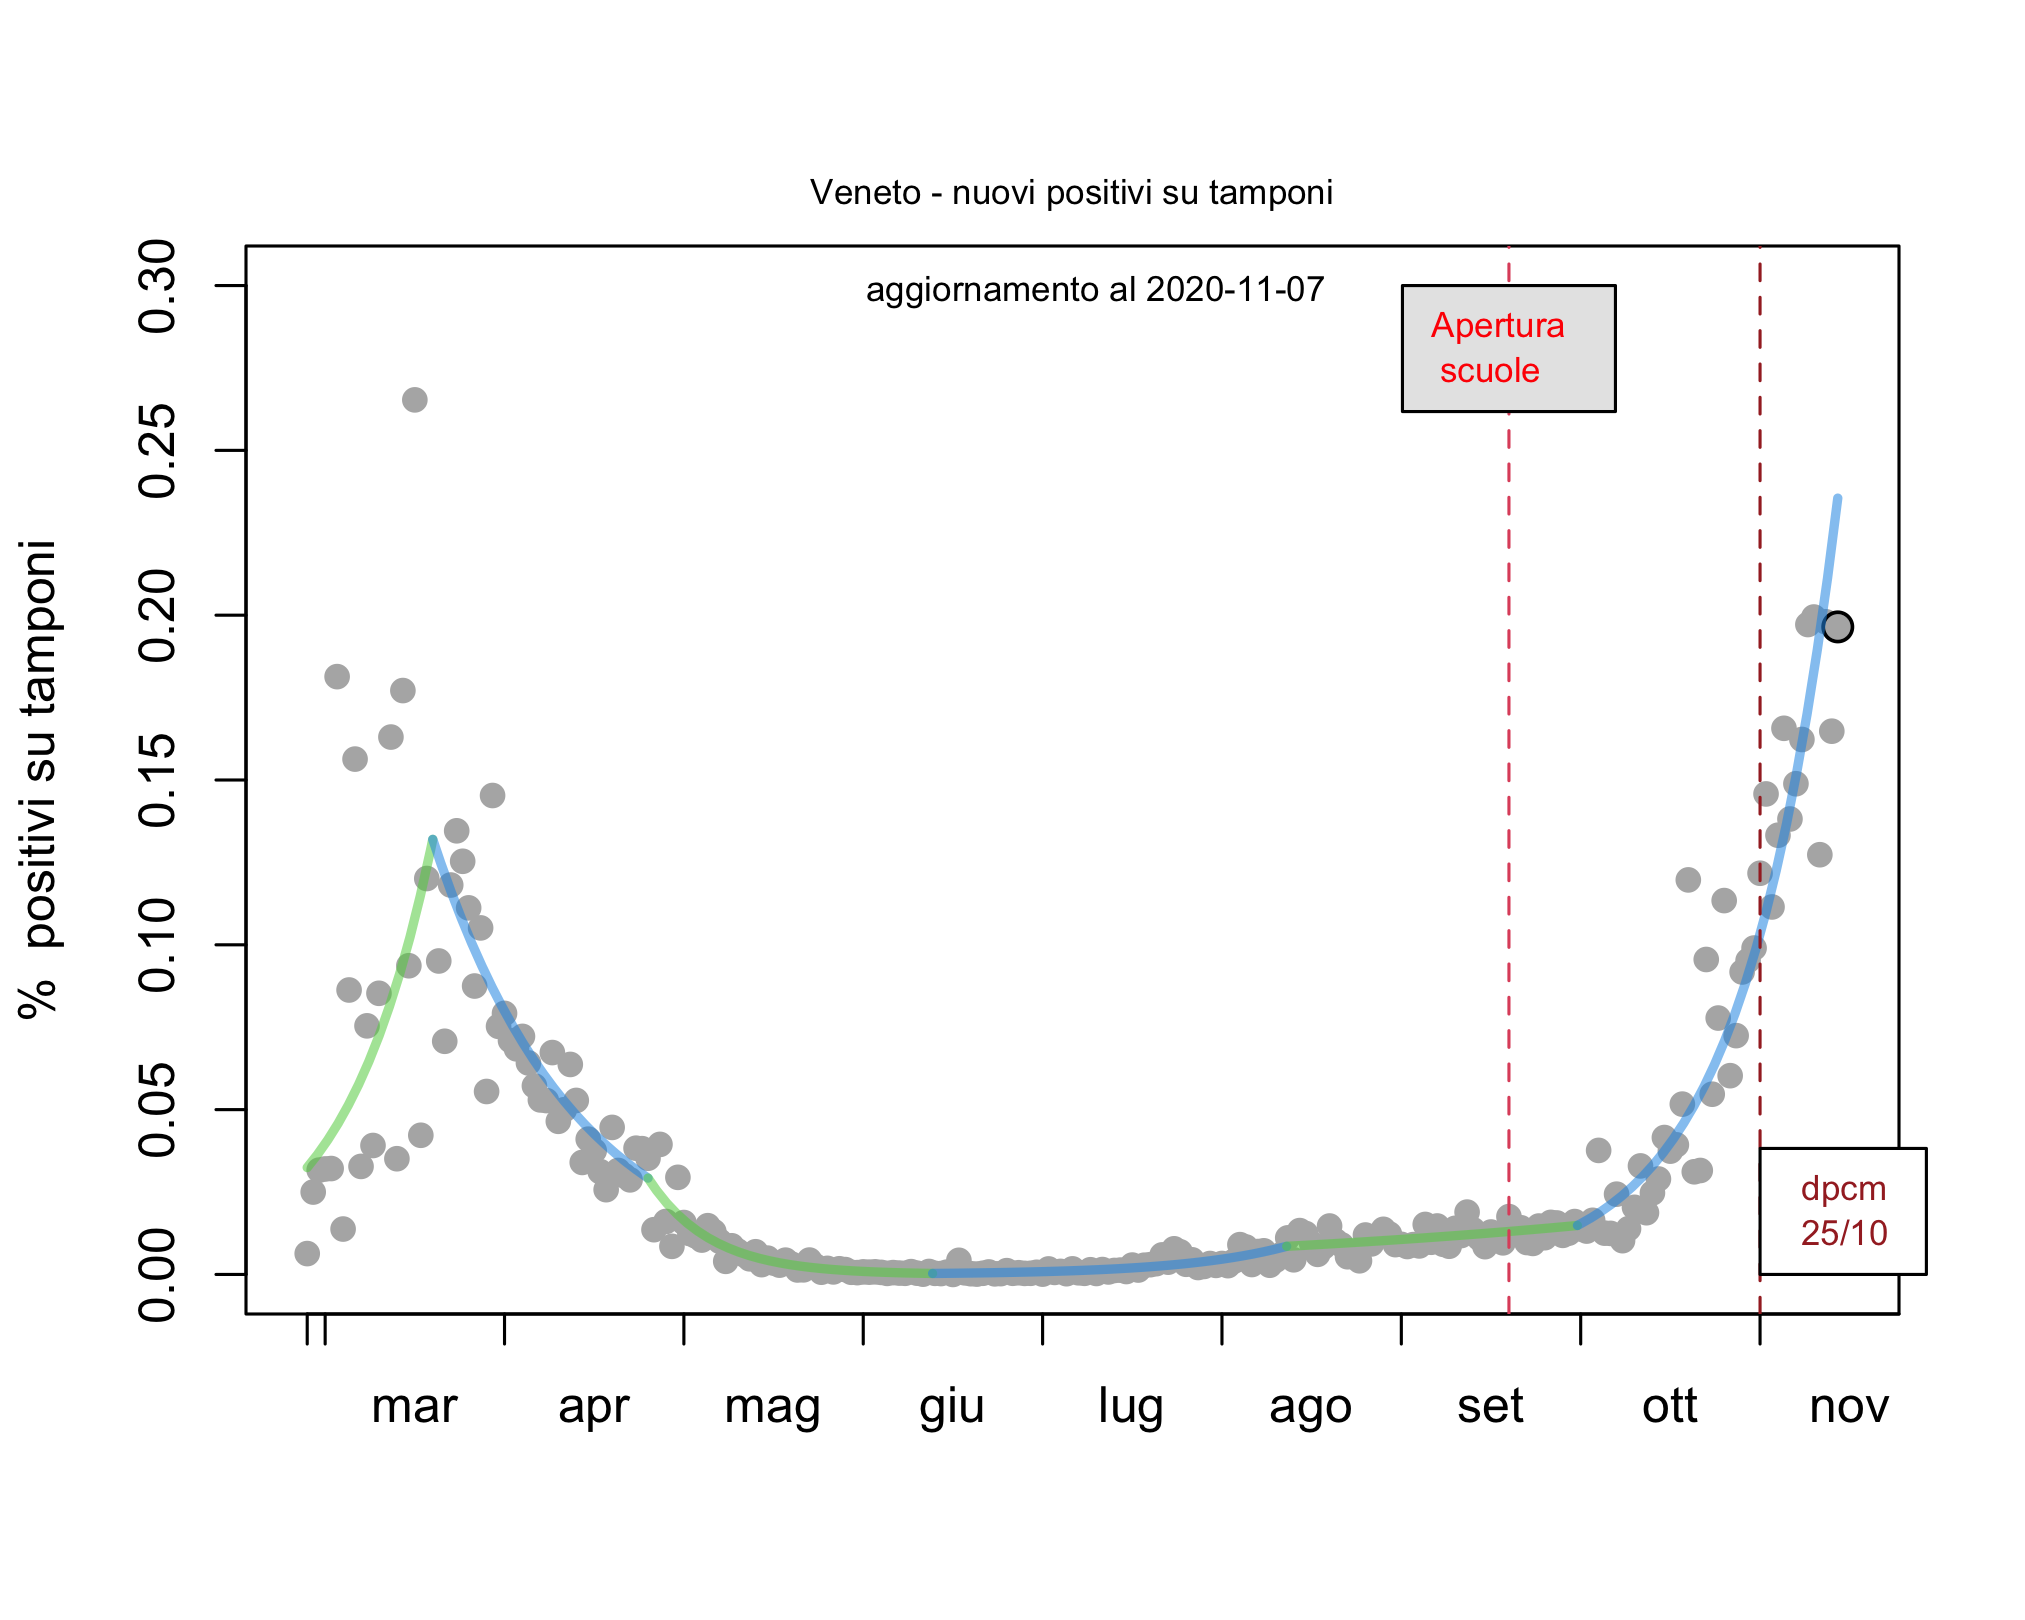 Veneto - nuovi positivi su tamponi
aggiornamento al 2020-11-07
Apertura
scuole
% positivi su tamponi
0.30
0.25
0.20
0.15
0.10
0.05
0.00
dpcm
25/10
mar apr mag giu lug ago set ott nov